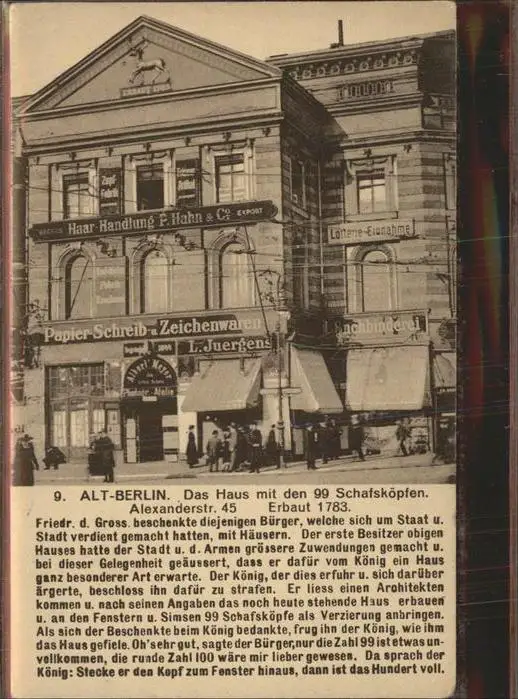 ERBAUT 1783
Zopf
IMPORT
EXPORT
Haar-Handlung P. Huhn & Co.
Lotterie-Einnahme
Papier-Schreib- u. Zeichenwaren
Buchbinderei
L. Juergens
Albert Meyer
9. ALT-BERLIN. Das Haus mit den 99 Schafsköpfen.
Alexanderstr. 45 Erbaut 1783.
Friedr. d. Gross. beschenkte diejenigen Bürger, welche sich um Staat u.
Stadt verdient gemacht hatten, mit Häusern. Der erste Besitzer obigen
Hauses hatte der Stadt u. d. Armen grössere Zuwendungen gemacht u.
bei dieser Gelegenheit geäussert, dass er dafür vom König ein Haus
ganz besonderer Art erwarte. Der König, der dies erfuhr u. sich darüber
ärgerte, beschloss ihn dafür zu strafen. Er liess einen Architekten
kommen u. nach seinen Angaben das noch heute stehende Haus erbauen
u. an den Fenstern u. Simsen 99 Schafsköpfe als Verzierung anbringen.
Als sich der Beschenkte beim König bedankte, frug ihn der König, wie ihm
das Haus gefiele. Oh' sehr gut, sagte der Bürger, nur die Zahl 99 ist etwas un-
vollkommen, die runde Zahl 100 wäre mir lieber gewesen. Da sprach der
König: Stecke er den Kopf zum Fenster hinaus, dann ist das Hundert voll.